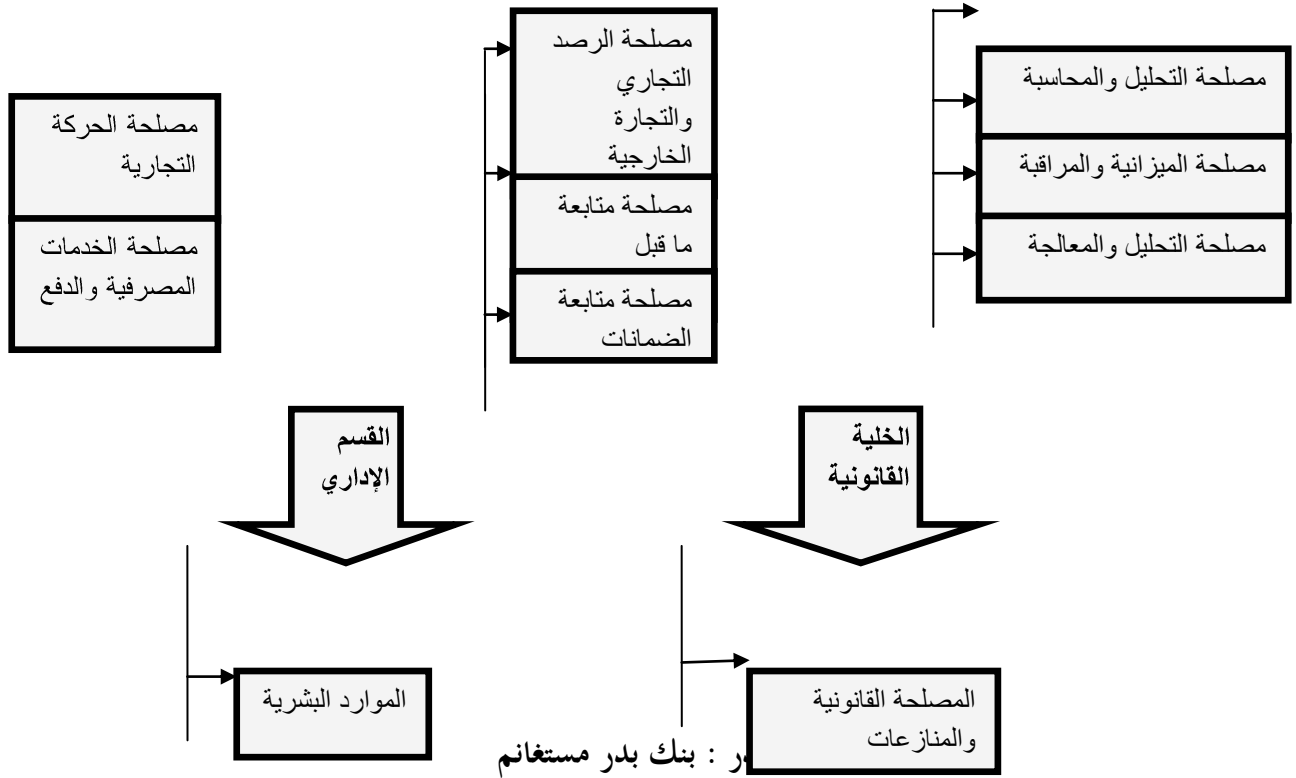 مصلحة التحليل والمحاسبة
مصلحة الميزانية والمراقبة
مصلحة التحليل والمعالجة
مصلحة الرصد
التجاري
والتجارة
الخارجية
مصلحة متابعة
ما قبل
مصلحة متابعة
الضمانات
مصلحة الحركة
التجارية
مصلحة الخدمات
المصرفية والدفع
الخلية
القانونية
القسم
الإداري
المصلحة القانونية
والمنازعات
الموارد البشرية
: بنك بدر مستغانم